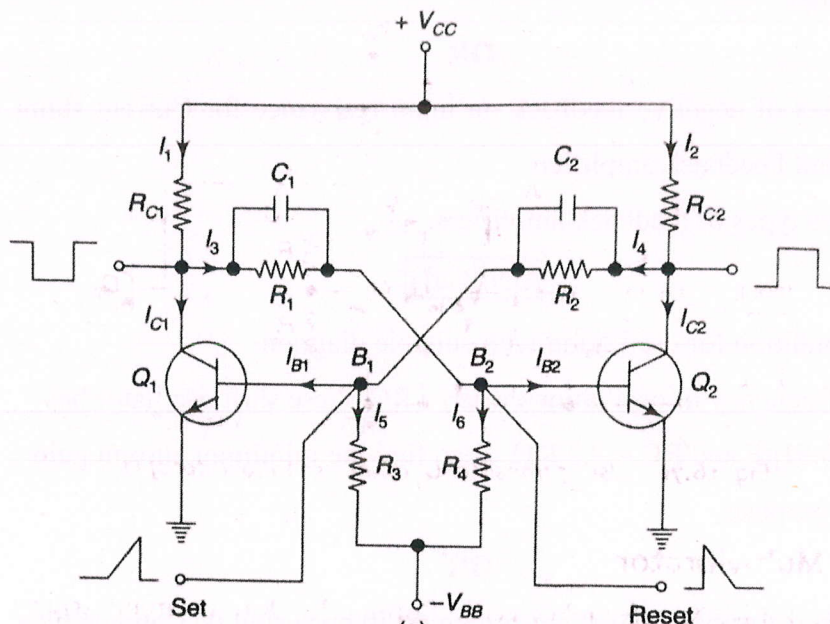 + V_CC
I_1
I_2
C_1
C_2
R_C1
R_C2
I_3
I_4
R_1
R_2
I_C1
I_C2
I_B1
B_1
B_2
I_B2
Q_1
Q_2
I_5
I_6
R_3
R_4
Set
−V_BB
Reset